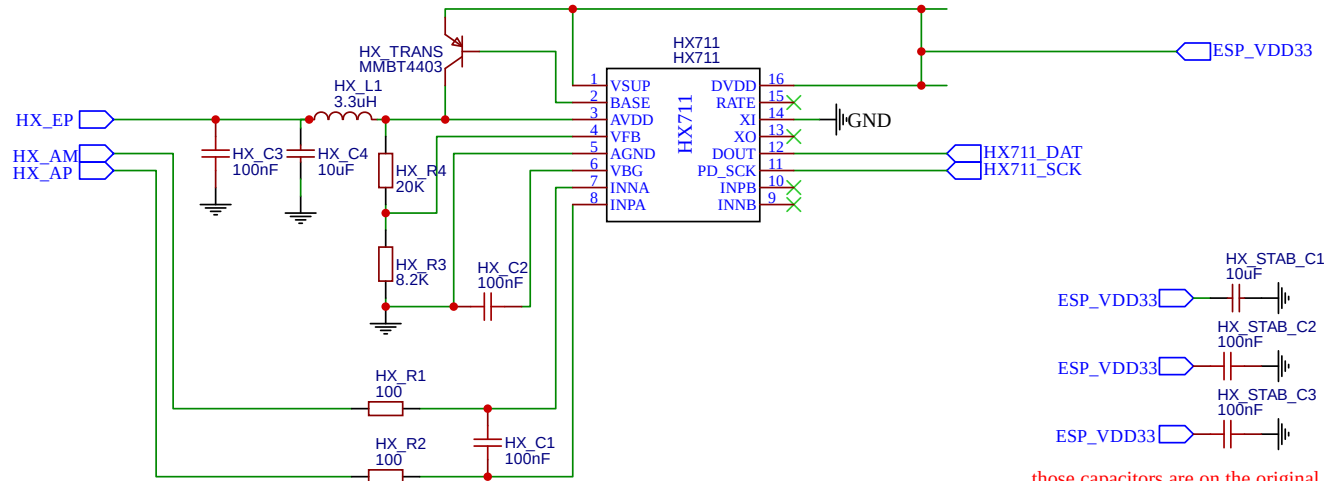 HX711
HX711
HX_TRANS
MMBT4403
ESP_VDD33
HX_L1
3.3uH
1 VSUP DVDD 16
2 BASE RATE 15
3 AVDD XI 14
4 VFB XO 13
5 AGND DOUT 12
6 VBG PD_SCK 11
7 INNA INPB 10
8 INPA INNB 9
HX711
GND
HX_EP
HX_AM
HX_AP
HX_C3
100nF
HX_C4
10uF
HX_R4
20K
HX711_DAT
HX711_SCK
HX_R3
8.2K
HX_C2
100nF
HX_STAB_C1
10uF
ESP_VDD33
HX_STAB_C2
100nF
ESP_VDD33
HX_STAB_C3
100nF
ESP_VDD33
HX_R1
100
HX_R2
100
HX_C1
100nF
those capacitors are on the original